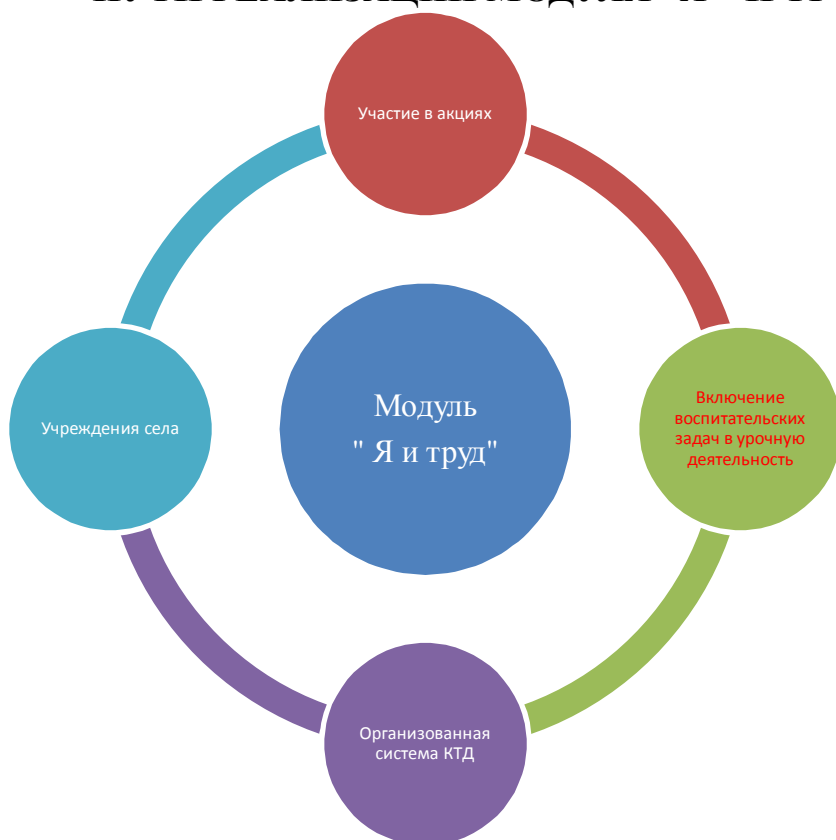 Участие в акциях
Включение
воспитательских
задач в урочную
деятельность
Модуль
" Я и труд"
Учреждения села
Организованная
система КТД